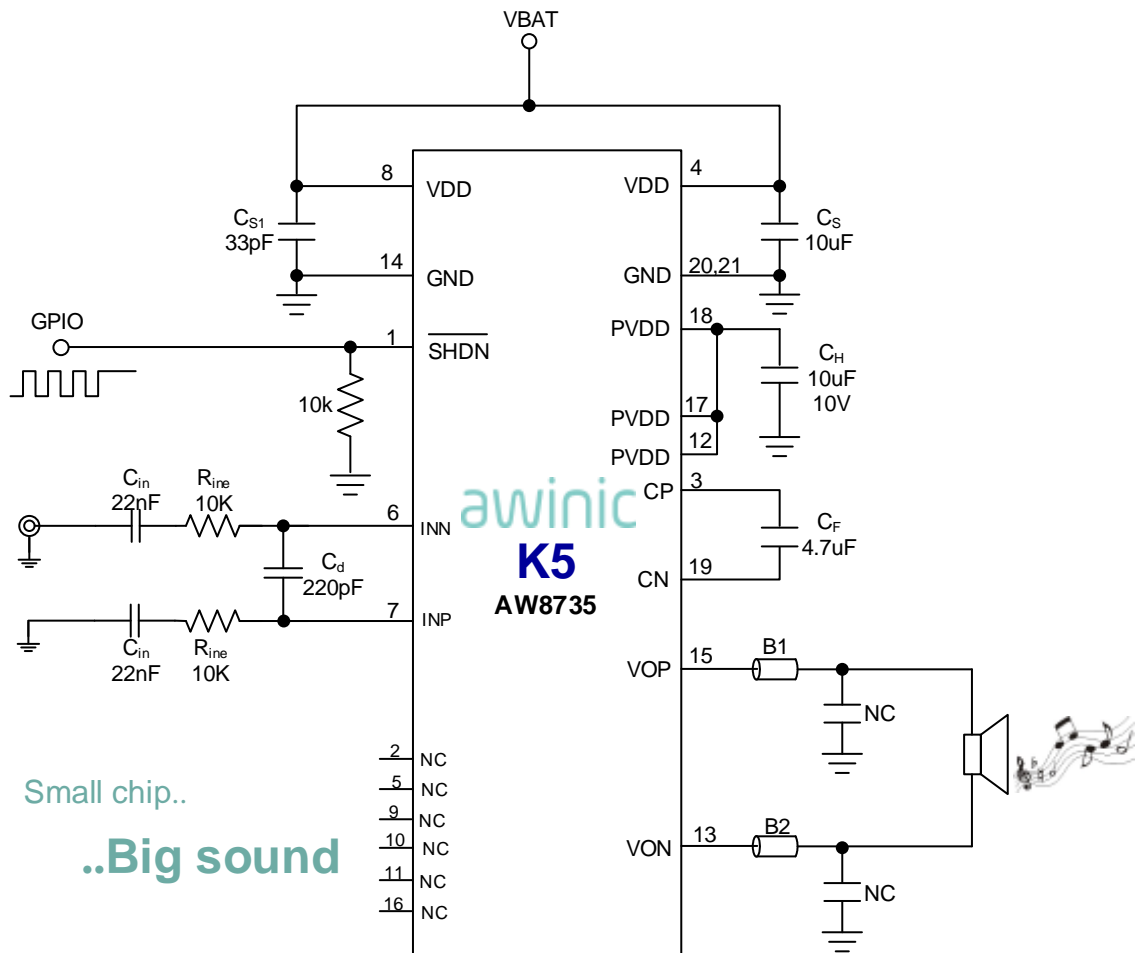 VBAT
8
VDD
VDD
4
CS1
33pF
CS
10uF
14
GND
GND
20,21
GPIO
1
SHDN
PVDD
18
CH
10uF
10V
10k
PVDD
17
PVDD
12
awinic
CP
3
Cin
22nF
Rine
10K
6
INN
K5
CF
4.7uF
Cd
220pF
CN
19
AW8735
7
INP
Cin
22nF
Rine
10K
VOP
15
B1
NC
2
NC
5
NC
9
NC
10
NC
11
NC
16
NC
Small chip..
..Big sound
VON
13
B2
NC